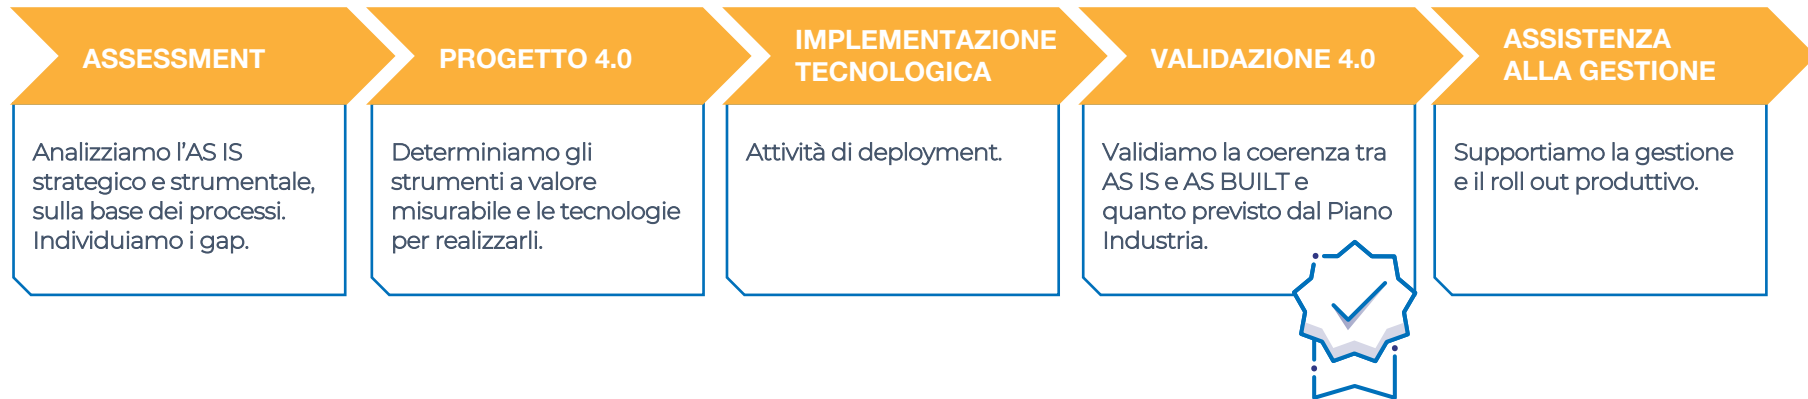 ASSESSMENT
Analizziamo l'AS IS
strategico e strumentale,
sulla base dei processi.
Individuiamo i gap.
PROGETTO 4.0
Determiniamo gli
strumenti a valore
misurabile e le tecnologie
per realizzarli.
IMPLEMENTAZIONE
TECNOLOGICA
Attività di deployment.
VALIDAZIONE 4.0
Validiamo la coerenza tra
AS IS e AS BUILT e
quanto previsto dal Piano
Industria.
ASSISTENZA
ALLA GESTIONE
Supportiamo la gestione
e il roll out produttivo.